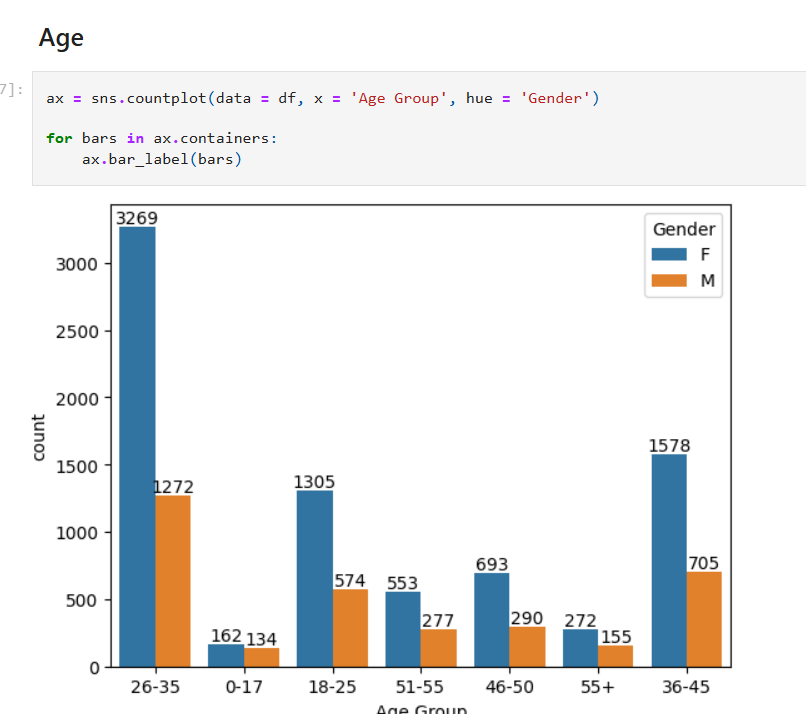 Age
7]:
ax = sns.countplot(data = df, x = 'Age Group', hue = 'Gender')
for bars in ax.containers:
    ax.bar_label(bars)
3269
Gender
F
M
3000
2500
2000
1500
1000
500
0
count
1272
162
134
1305
574
553
277
693
290
272
155
1578
705
26-35 0-17 18-25 51-55 46-50 55+ 36-45
Age Group